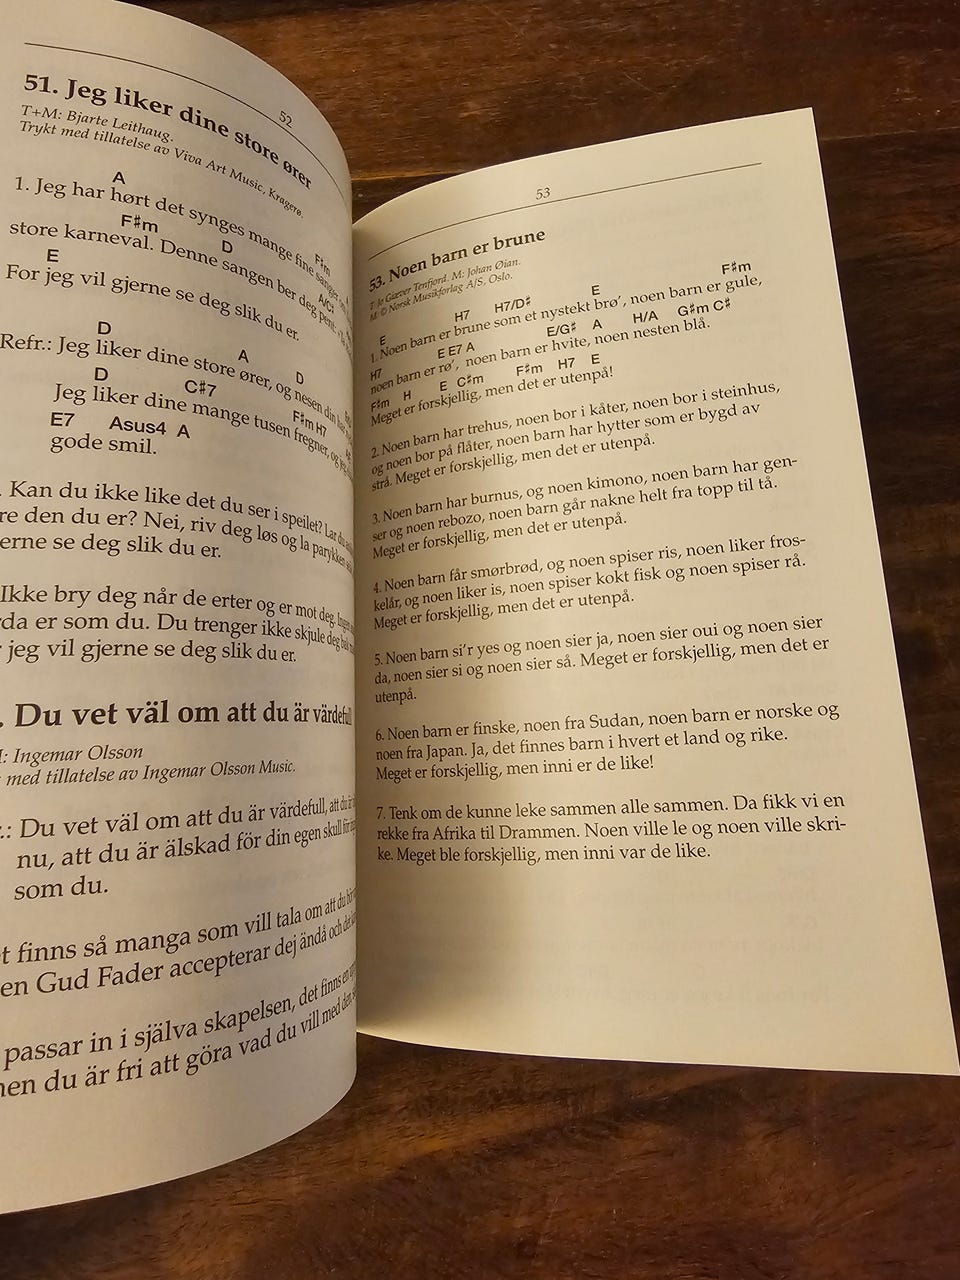 52
51. Jeg liker dine store ører
T+M: Bjarte Leithaug.
Trykt med tillatelse av Viva Art Music, Kragerø.
A F♯m
1. Jeg har hørt det synges mange fine sanger om
F♯m D A/C♯ A
store karneval. Denne sangen ber deg pent:
E
For jeg vil gjerne se deg slik du er.
D A D
Refr.: Jeg liker dine store ører, og nesen din har
D C♯7 F♯m H7
Jeg liker dine mange tusen fregner, og
E7 Asus4 A
gode smil.
. Kan du ikke like det du ser i speilet? Lar du
re den du er? Nei, riv deg løs og la parykken
erne se deg slik du er.
Ikke bry deg når de erter og er mot deg. Ingen
da er som du. Du trenger ikke skjule deg bak
jeg vil gjerne se deg slik du er.
. Du vet väl om att du är värdefull
M: Ingemar Olsson
med tillatelse av Ingemar Olsson Music.
.: Du vet väl om att du är värdefull, att du är
nu, att du är älskad för din egen skull för
som du.
t finns så manga som vill tala om att du bör
en Gud Fader accepterar dej ändå och det
passar in i själva skapelsen, det finns en
men du är fri att göra vad du vill med den
53
53. Noen barn er brune
T: Jo Giæver Tenfjord. M: Johan Øian.
M: © Norsk Musikforlag A/S, Oslo.
E H7 H7/D♯ E F♯m
1. Noen barn er brune som et nystekt brø', noen barn er gule,
H7 E E7 A E/G♯ A H/A G♯m C♯
noen barn er rø', noen barn er hvite, noen nesten blå.
F♯m H E C♯m F♯m H7 E
Meget er forskjellig, men det er utenpå!
2. Noen barn har trehus, noen bor i kåter, noen bor i steinhus,
og noen bor på flåter, noen barn har hytter som er bygd av
strå. Meget er forskjellig, men det er utenpå.
3. Noen barn har burnus, og noen kimono, noen barn har gen-
ser og noen rebozo, noen barn går nakne helt fra topp til tå.
Meget er forskjellig, men det er utenpå.
4. Noen barn får smørbrød, og noen spiser ris, noen liker fros-
kelår, og noen liker is, noen spiser kokt fisk og noen spiser rå.
Meget er forskjellig, men det er utenpå.
5. Noen barn si'r yes og noen sier ja, noen sier oui og noen sier
da, noen sier si og noen sier så. Meget er forskjellig, men det er
utenpå.
6. Noen barn er finske, noen fra Sudan, noen barn er norske og
noen fra Japan. Ja, det finnes barn i hvert et land og rike.
Meget er forskjellig, men inni er de like!
7. Tenk om de kunne leke sammen alle sammen. Da fikk vi en
rekke fra Afrika til Drammen. Noen ville le og noen ville skri-
ke. Meget ble forskjellig, men inni var de like.